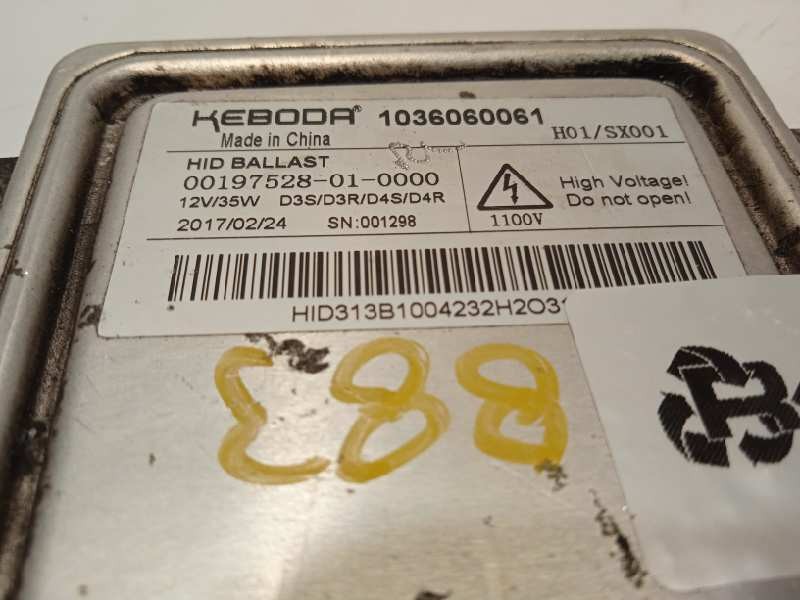 KEBODA® 1036060061
Made in China
H01/SX001
HID BALLAST
00197528-01-0000
12V/35W D3S/D3R/D4S/D4R
2017/02/24 SN:001298
1100V
High Voltage!
Do not open!
HID313B1004232H2O3